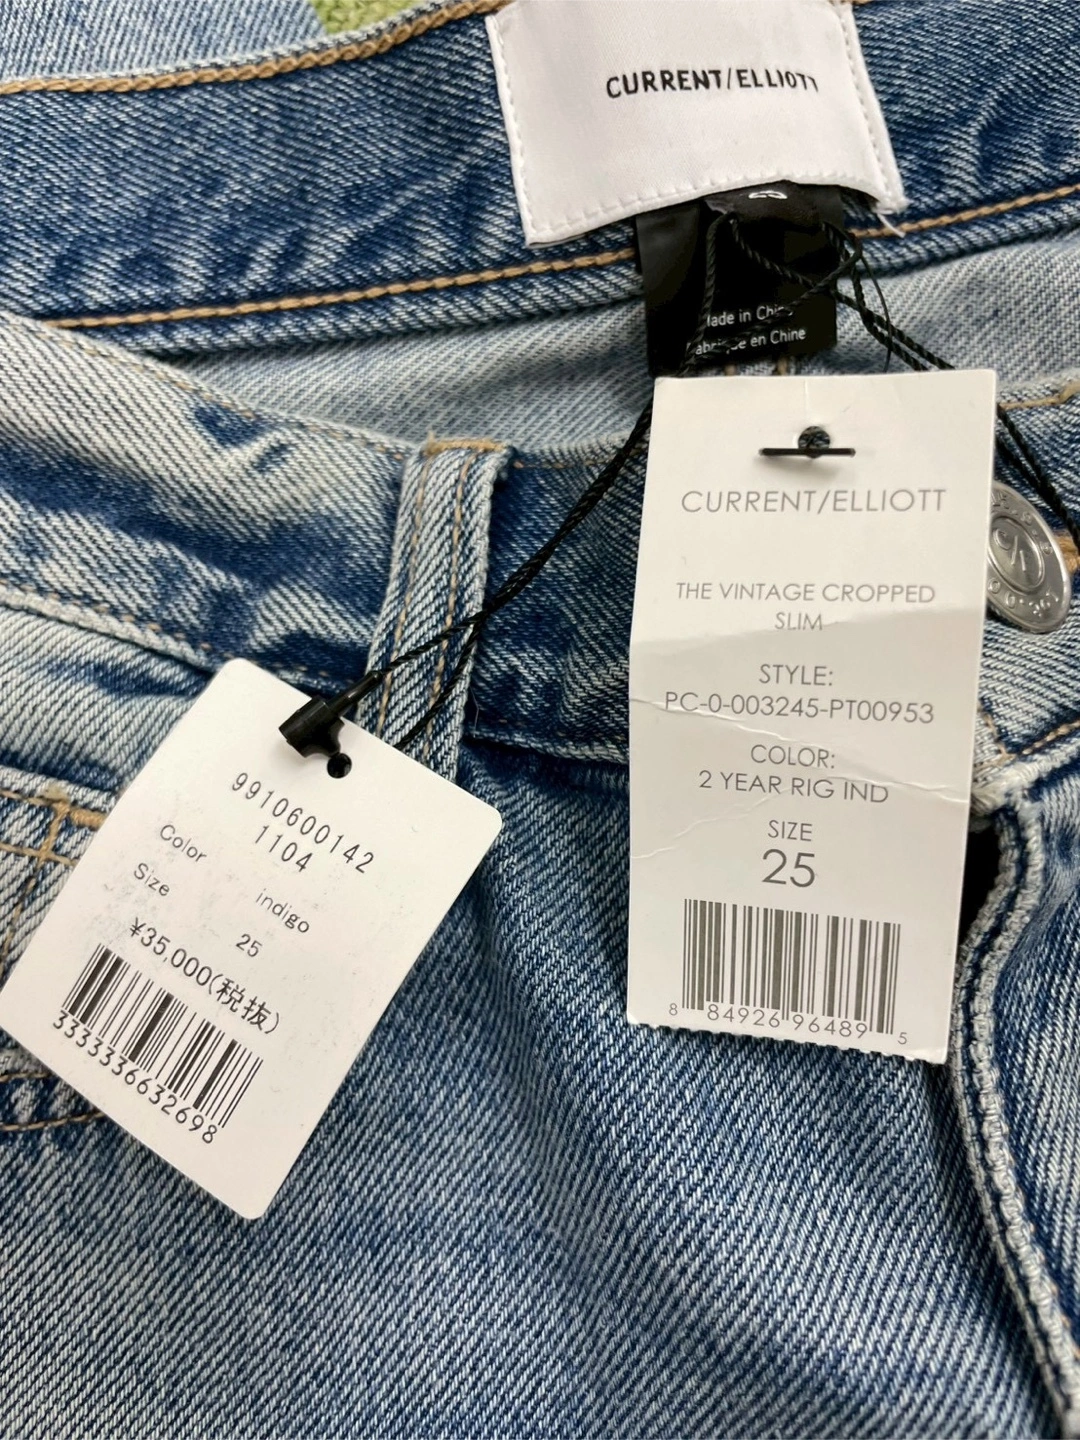 CURRENT/ELLIOTT
Made in China
Fabriqué en Chine
CURRENT/ELLIOTT
THE VINTAGE CROPPED
SLIM
STYLE:
PC-0-003245-PT00953
COLOR:
2 YEAR RIG IND
SIZE
25
8 84926 96489 5
9910600142
1104
Color indigo
Size 25
¥35,000(税抜)
3333336632698